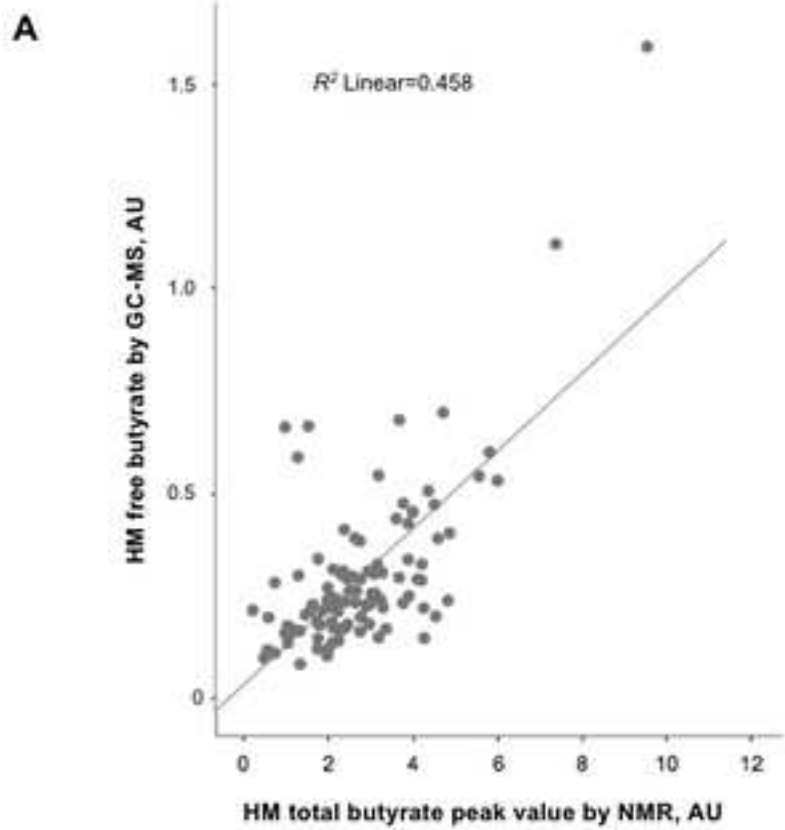 A
R² Linear=0.458
HM free butyrate by GC-MS, AU
1.5
1.0
0.5
0
0 2 4 6 8 10 12
HM total butyrate peak value by NMR, AU